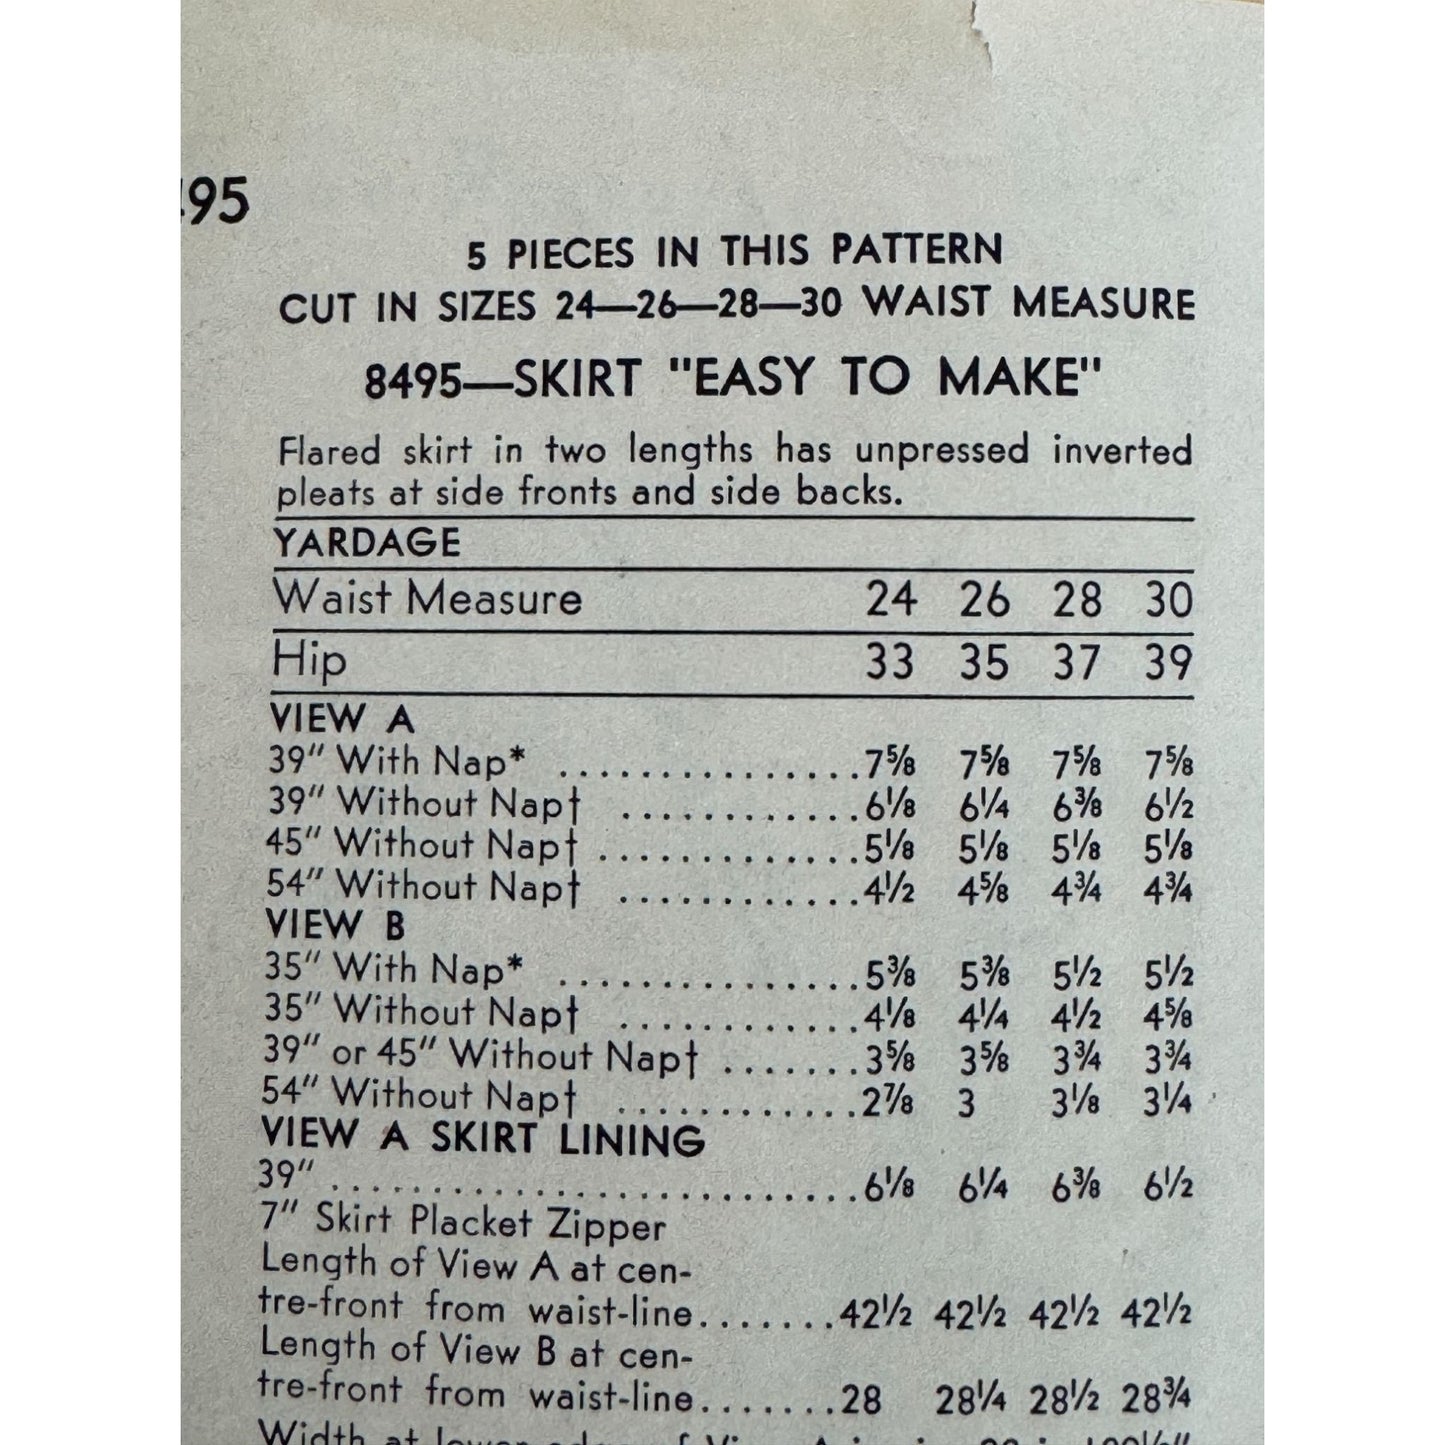 495
5 PIECES IN THIS PATTERN
CUT IN SIZES 24—26—28—30 WAIST MEASURE
8495—SKIRT "EASY TO MAKE"
Flared skirt in two lengths has unpressed inverted
pleats at side fronts and side backs.
YARDAGE
Waist Measure 24 26 28 30
Hip 33 35 37 39
VIEW A
39" With Nap* ................7⅝ 7⅝ 7⅝ 7⅝
39" Without Nap† ............6⅛ 6¼ 6⅜ 6½
45" Without Nap† .............5⅛ 5⅛ 5⅛ 5⅛
54" Without Nap† ............4½ 4⅝ 4¾ 4¾
VIEW B
35" With Nap* ................5⅜ 5⅜ 5½ 5½
35" Without Nap† ............4⅛ 4¼ 4½ 4⅝
39" or 45" Without Nap† .......3⅝ 3⅝ 3¾ 3¾
54" Without Nap† ............2⅞ 3 3⅛ 3¼
VIEW A SKIRT LINING
39" ..........................6⅛ 6¼ 6⅜ 6½
7" Skirt Placket Zipper
Length of View A at cen-
tre-front from waist-line.......42½ 42½ 42½ 42½
Length of View B at cen-
tre-front from waist-line.......28 28¼ 28½ 28¾
Width at lower edge of View A